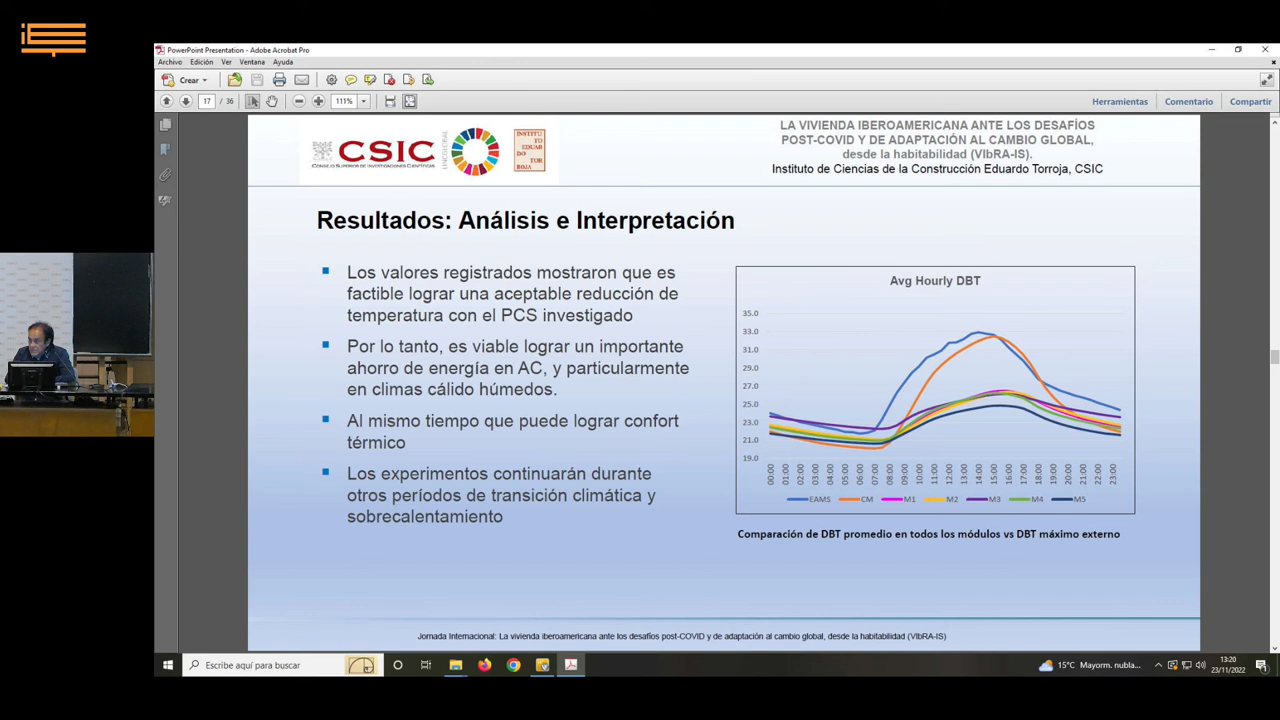 PowerPoint Presentation - Adobe Acrobat Pro
Archivo Edición Ver Ventana Ayuda
Crear
17 / 36 111%
Herramientas Comentario Compartir
CSIC
CONSEJO SUPERIOR DE INVESTIGACIONES CIENTÍFICAS
INSTITU
TO
EDUAR
DO TOR
ROJA
LA VIVIENDA IBEROAMERICANA ANTE LOS DESAFÍOS
POST-COVID Y DE ADAPTACIÓN AL CAMBIO GLOBAL,
desde la habitabilidad (VIbRA-IS).
Instituto de Ciencias de la Construcción Eduardo Torroja, CSIC
Resultados: Análisis e Interpretación
Los valores registrados mostraron que es
factible lograr una aceptable reducción de
temperatura con el PCS investigado
Por lo tanto, es viable lograr un importante
ahorro de energía en AC, y particularmente
en climas cálido húmedos.
Al mismo tiempo que puede lograr confort
térmico
Los experimentos continuarán durante
otros períodos de transición climática y
sobrecalentamiento
Avg Hourly DBT
35.0
33.0
31.0
29.0
27.0
25.0
23.0
21.0
19.0
00:00 01:00 02:00 03:00 04:00 05:00 06:00 07:00 08:00 09:00 10:00 11:00 12:00 13:00 14:00 15:00 16:00 17:00 18:00 19:00 20:00 21:00 22:00 23:00
EAMS CM M1 M2 M3 M4 M5
Comparación de DBT promedio en todos los módulos vs DBT máximo externo
Jornada Internacional: La vivienda iberoamericana ante los desafíos post-COVID y de adaptación al cambio global, desde la habitabilidad (VIbRA-IS)
Escribe aquí para buscar
15°C Mayorm. nubla...
13:20
23/11/2022